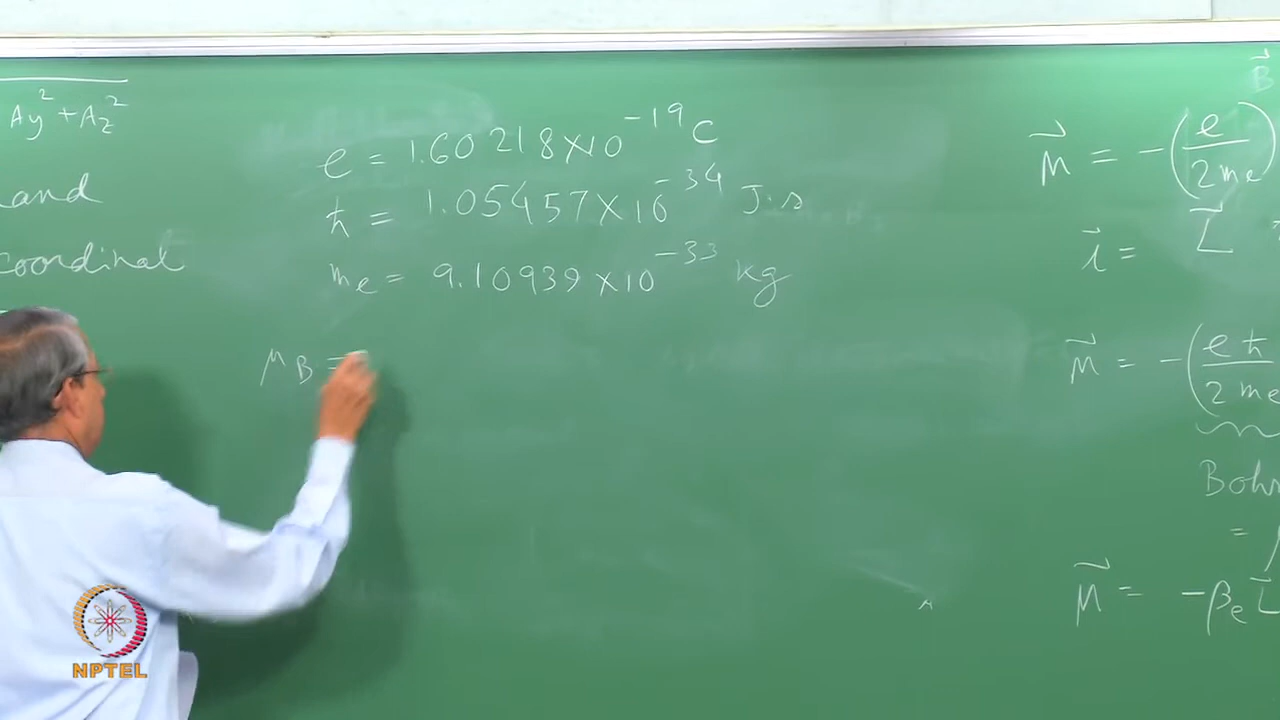 Ay² + Az²
and
coordinat
e = 1.60218×10⁻¹⁹ C
ħ = 1.05457×10⁻³⁴ J.s
me = 9.10939×10⁻³³ kg
μB =
B⃗
μ⃗ = -(e/2me)
L⃗
μ⃗ = -(eħ/2me
Bohr
=
μ⃗ = -βe L⃗
NPTEL